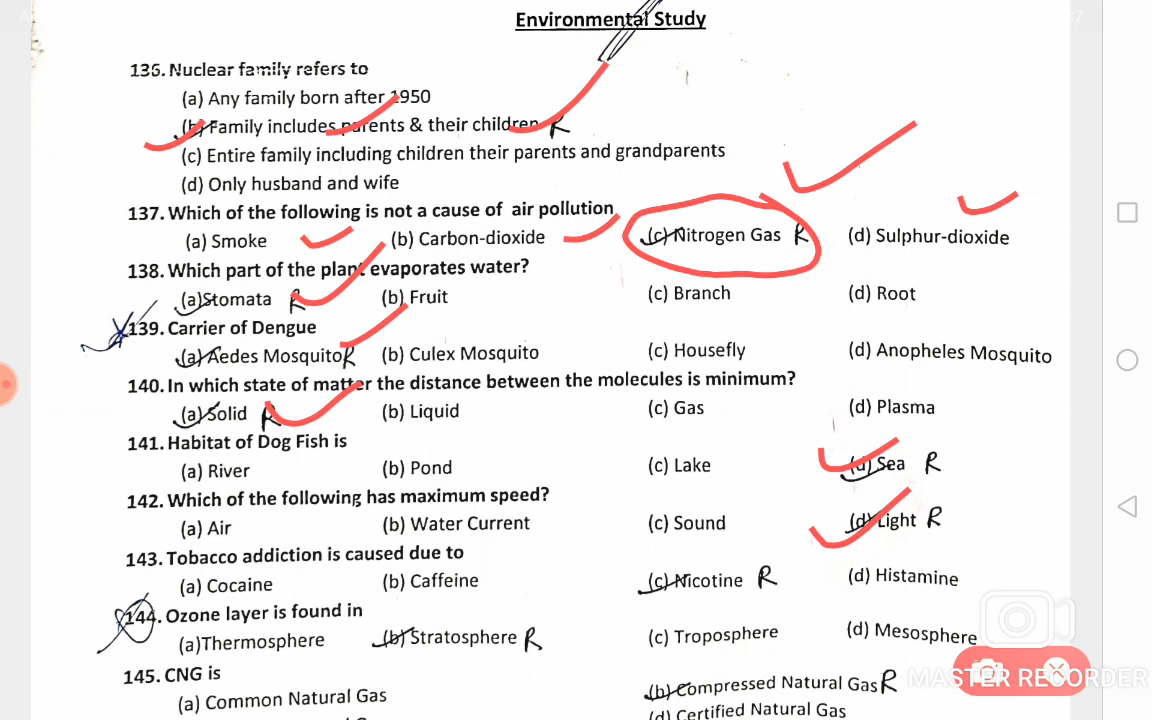 Environmental Study
136. Nuclear family refers to
(a) Any family born after 1950
(b) Family includes parents & their children R
(c) Entire family including children their parents and grandparents
(d) Only husband and wife
137. Which of the following is not a cause of air pollution
(a) Smoke (b) Carbon-dioxide (c) Nitrogen Gas R (d) Sulphur-dioxide
138. Which part of the plant evaporates water?
(a) Stomata R (b) Fruit (c) Branch (d) Root
139. Carrier of Dengue
(a) Aedes Mosquito R (b) Culex Mosquito (c) Housefly (d) Anopheles Mosquito
140. In which state of matter the distance between the molecules is minimum?
(a) Solid R (b) Liquid (c) Gas (d) Plasma
141. Habitat of Dog Fish is
(a) River (b) Pond (c) Lake (d) Sea R
142. Which of the following has maximum speed?
(a) Air (b) Water Current (c) Sound (d) Light R
143. Tobacco addiction is caused due to
(a) Cocaine (b) Caffeine (c) Nicotine R (d) Histamine
144. Ozone layer is found in
(a)Thermosphere (b) Stratosphere R (c) Troposphere (d) Mesosphere
145. CNG is
(a) Common Natural Gas (b) Compressed Natural Gas R
(d) Certified Natural Gas
MASTER RECORDER